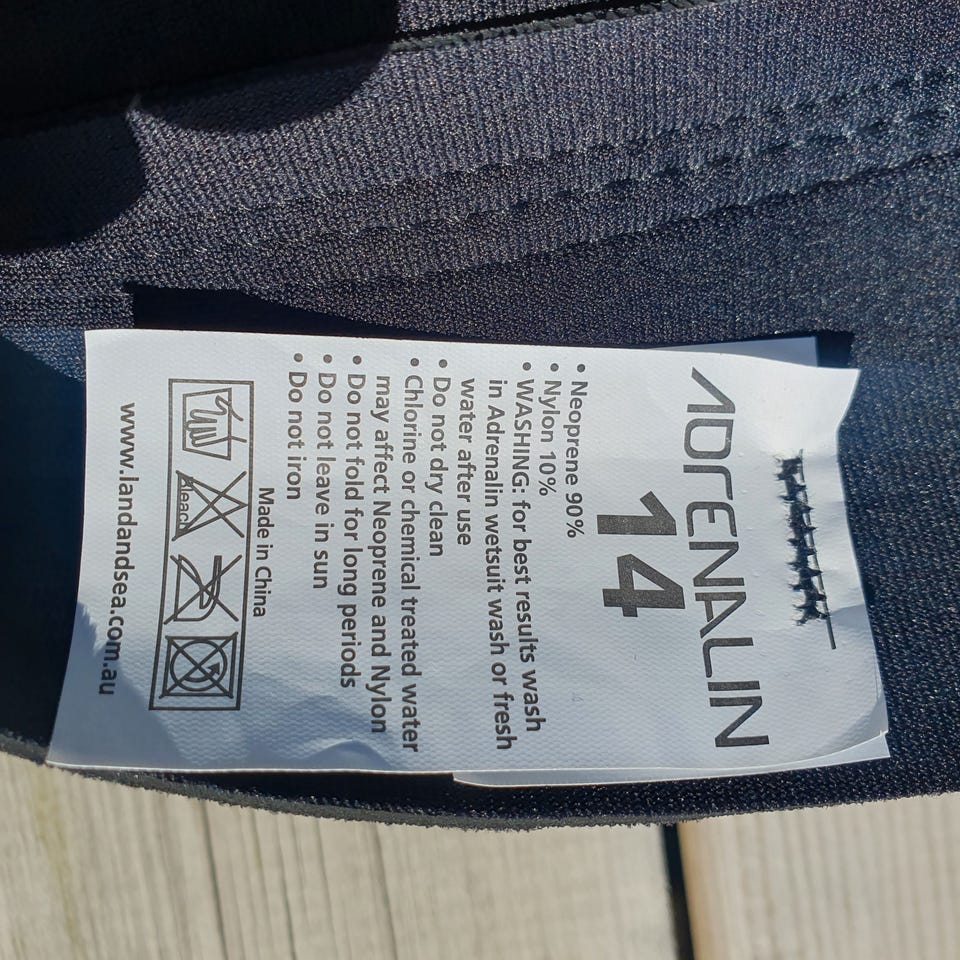 ADRENALIN
14
• Neoprene 90%
• Nylon 10%
• WASHING: for best results wash
in Adrenalin wetsuit wash or fresh
water after use
• Do not dry clean
• Chlorine or chemical treated water
may affect Neoprene and Nylon
• Do not fold for long periods
• Do not leave in sun
• Do not iron
Made in China
Bleach
www.landandsea.com.au